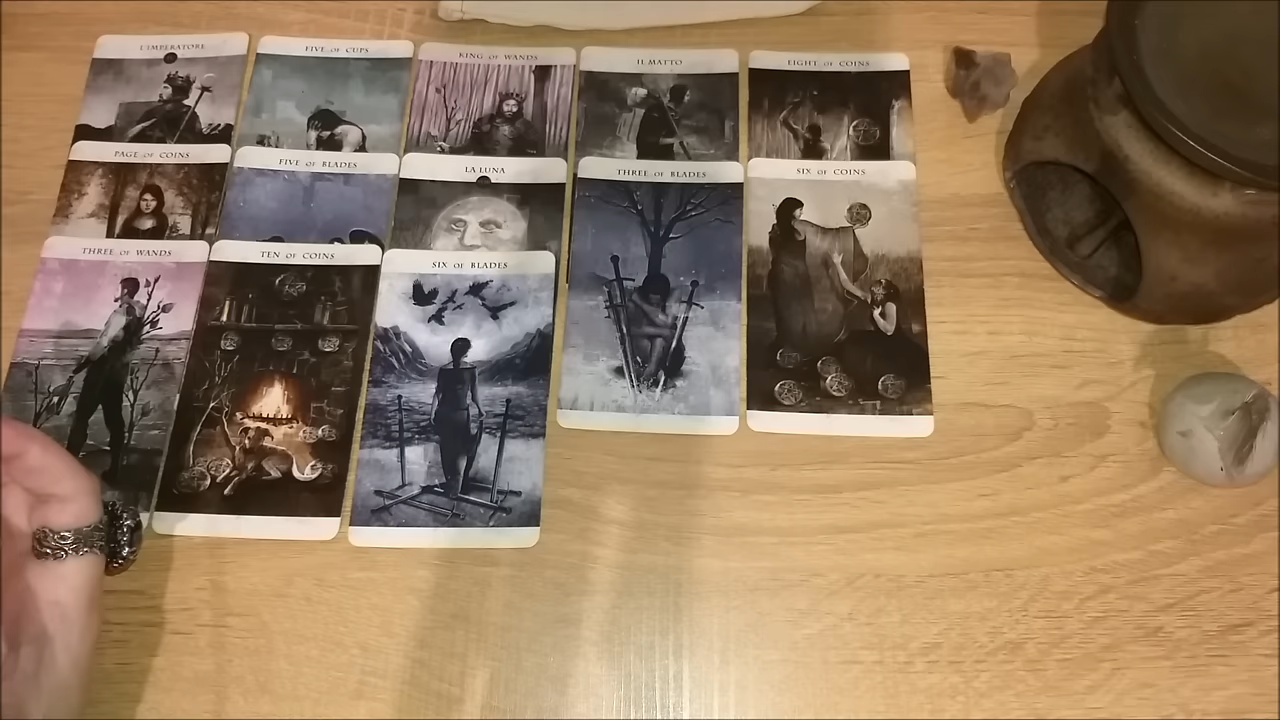 L'IMPERATORE
FIVE OF CUPS
KING OF WANDS
IL MATTO
EIGHT OF COINS
PAGE OF COINS
FIVE OF BLADES
LA LUNA
THREE OF BLADES
SIX OF COINS
THREE OF WANDS
TEN OF COINS
SIX OF BLADES